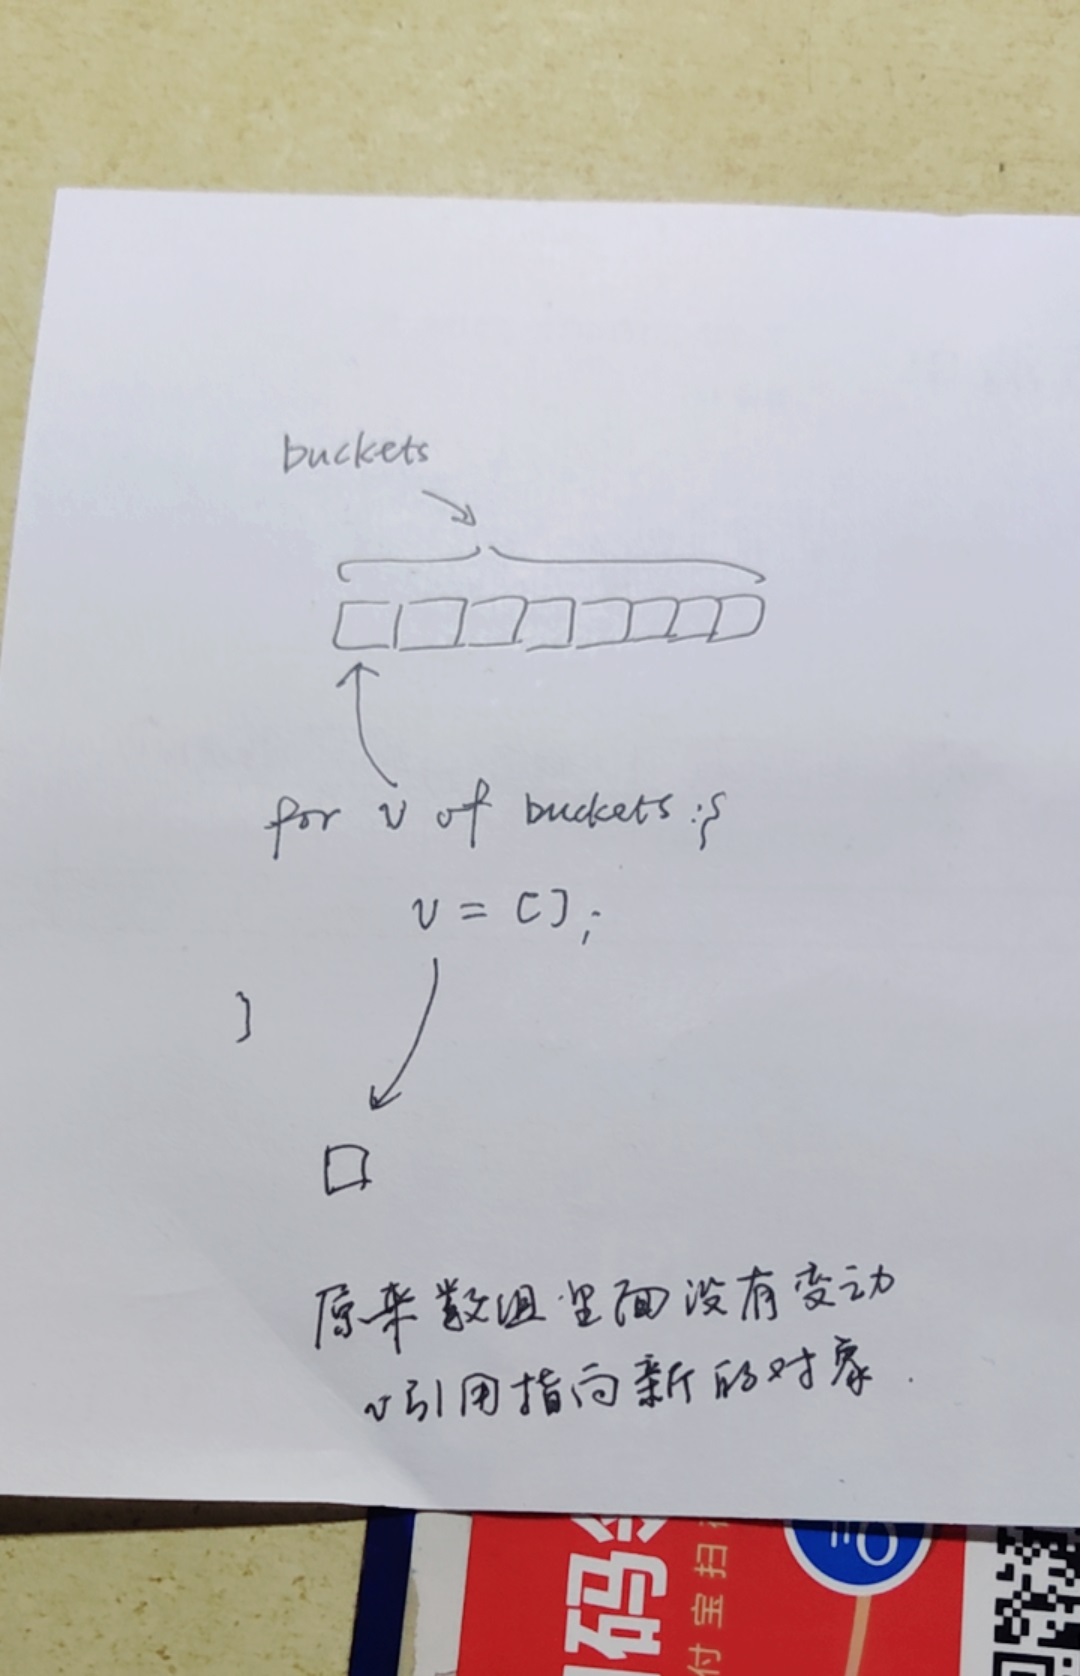 buckets
for v of buckets :{
v = [];
}
原来数组里面没有变动
v引用指向新的对象.
码
付宝扫